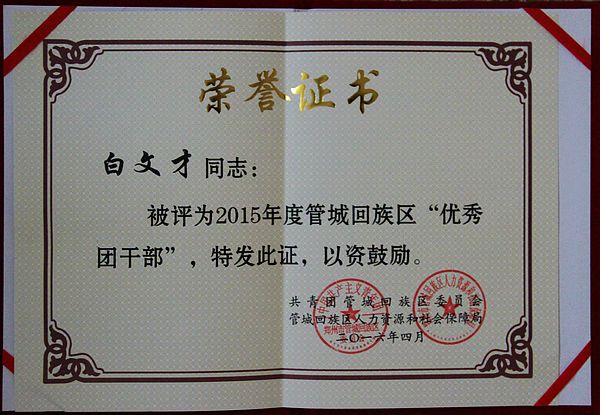 荣誉证书
白文才同志：
被评为2015年度管城回族区“优秀
团干部”，特发此证，以资鼓励。
共青团管城回族区委员会
管城回族区人力资源和社会保障局
二〇一六年四月